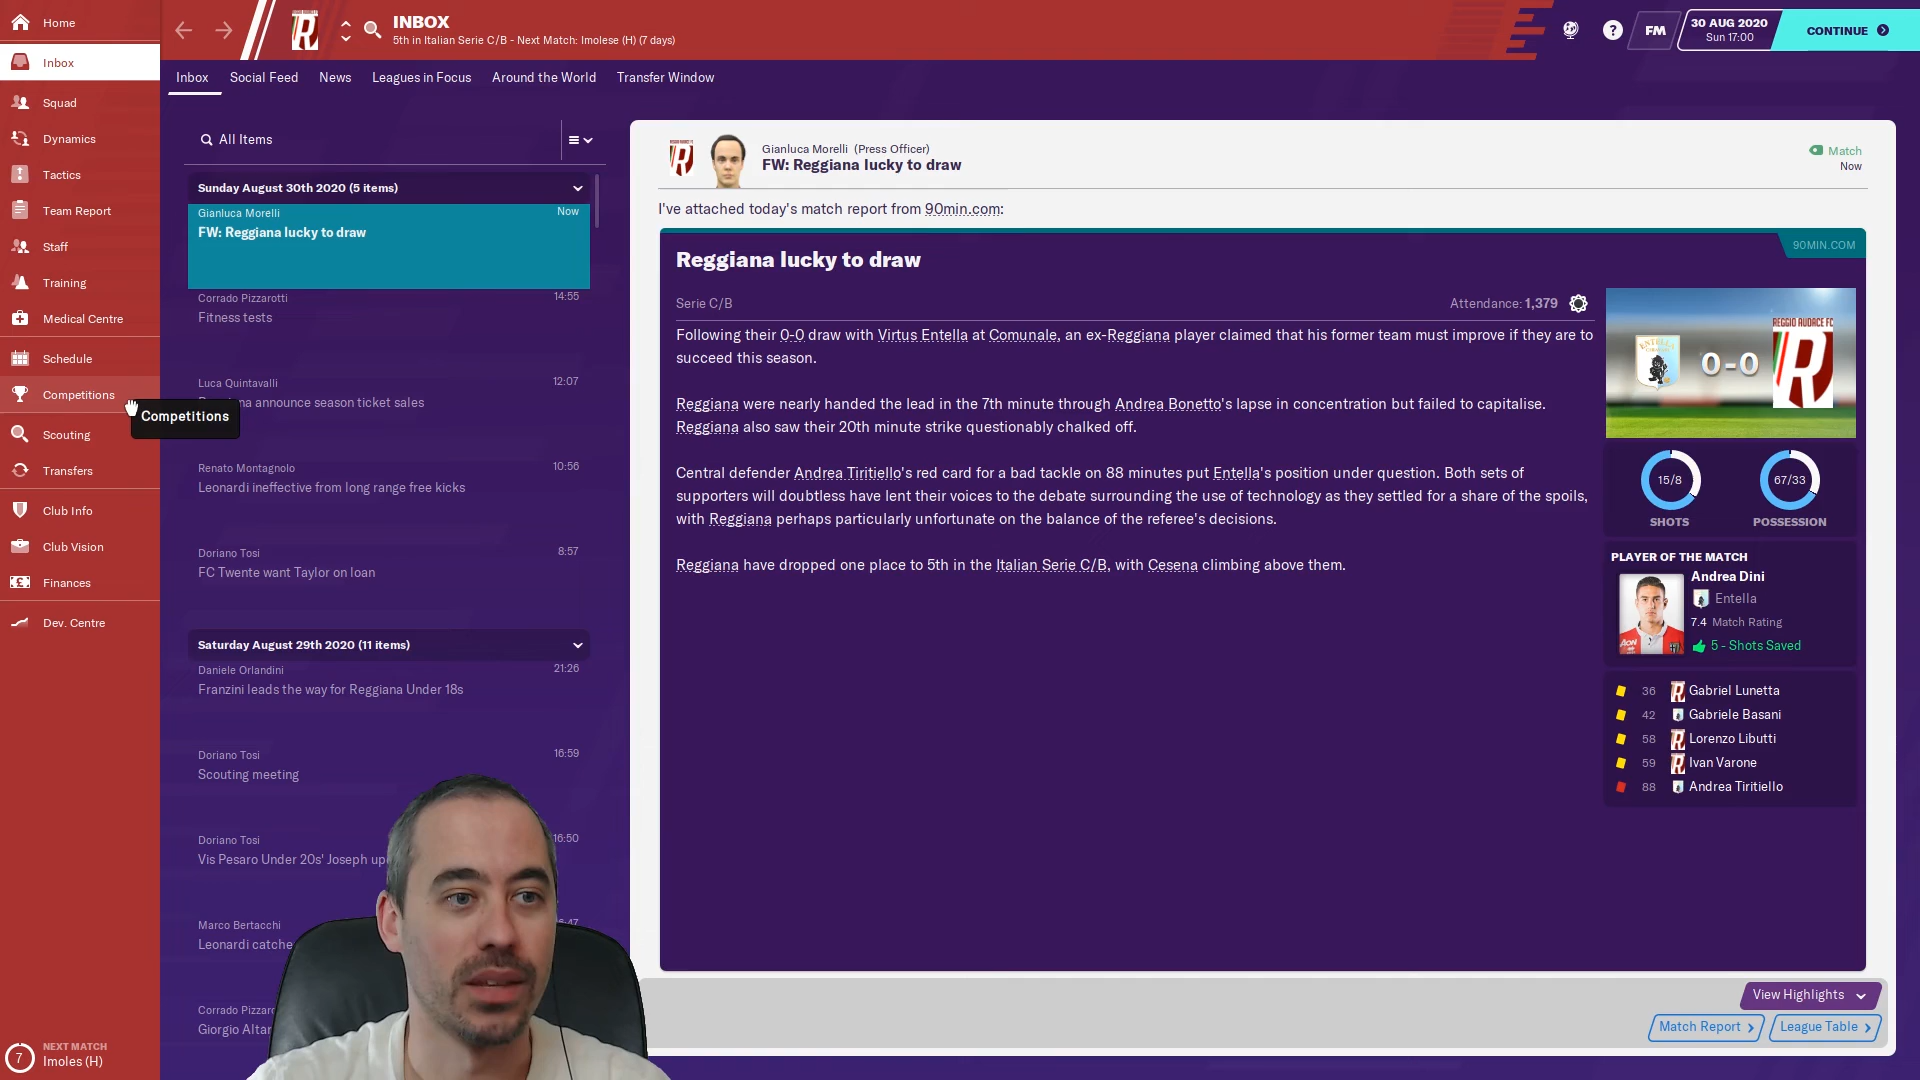 Home
Inbox
Squad
Dynamics
Tactics
Team Report
Staff
Training
Medical Centre
Schedule
Competitions
Scouting
Transfers
Club Info
Club Vision
Finances
Dev. Centre
7
NEXT MATCH
Imoles (H)
Competitions
INBOX
5th in Italian Serie C/B - Next Match: Imolese (H) (7 days)
FM
30 AUG 2020
Sun 17:00
CONTINUE
Inbox Social Feed News Leagues in Focus Around the World Transfer Window
All Items
Sunday August 30th 2020 (5 items)
Gianluca Morelli Now
FW: Reggiana lucky to draw
Corrado Pizzarotti 14:55
Fitness tests
Luca Quintavalli 12:07
announce season ticket sales
Renato Montagnolo 10:56
Leonardi ineffective from long range free kicks
Doriano Tosi 8:57
FC Twente want Taylor on loan
Saturday August 29th 2020 (11 items)
Daniele Orlandini 21:26
Franzini leads the way for Reggiana Under 18s
Doriano Tosi 16:59
Scouting meeting
Doriano Tosi 16:50
Vis Pesaro Under 20s' Joseph
Marco Bertacchi
Leonardi
Corrado
Giorgio
Gianluca Morelli (Press Officer)
FW: Reggiana lucky to draw
Match
Now
I've attached today's match report from 90min.com:
90MIN.COM
Reggiana lucky to draw
Serie C/B Attendance: 1,379
Following their 0-0 draw with Virtus Entella at Comunale, an ex-Reggiana player claimed that his former team must improve if they are to
succeed this season.
Reggiana were nearly handed the lead in the 7th minute through Andrea Bonetto's lapse in concentration but failed to capitalise.
Reggiana also saw their 20th minute strike questionably chalked off.
Central defender Andrea Tiritiello's red card for a bad tackle on 88 minutes put Entella's position under question. Both sets of
supporters will doubtless have lent their voices to the debate surrounding the use of technology as they settled for a share of the spoils,
with Reggiana perhaps particularly unfortunate on the balance of the referee's decisions.
Reggiana have dropped one place to 5th in the Italian Serie C/B, with Cesena climbing above them.
REGGIO AUDACE FC
0-0
15/8 67/33
SHOTS POSSESSION
PLAYER OF THE MATCH
Andrea Dini
Entella
7.4 Match Rating
5 - Shots Saved
36 Gabriel Lunetta
42 Gabriele Basani
58 Lorenzo Libutti
59 Ivan Varone
88 Andrea Tiritiello
View Highlights
Match Report
League Table